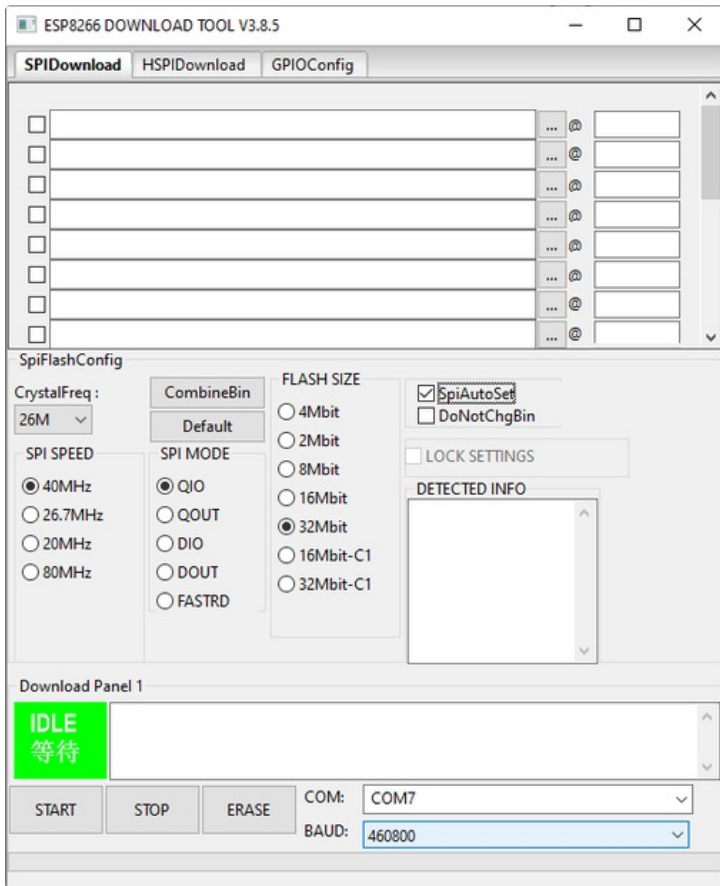 ESP8266 DOWNLOAD TOOL V3.8.5
SPIDownload HSPIDownload GPIOConfig
... @
... @
... @
... @
... @
... @
... @
... @
SpiFlashConfig
CrystalFreq :
26M
CombineBin
Default
SPI SPEED
40MHz
26.7MHz
20MHz
80MHz
SPI MODE
QIO
QOUT
DIO
DOUT
FASTRD
FLASH SIZE
4Mbit
2Mbit
8Mbit
16Mbit
32Mbit
16Mbit-C1
32Mbit-C1
SpiAutoSet
DoNotChgBin
LOCK SETTINGS
DETECTED INFO
Download Panel 1
IDLE
等待
START STOP ERASE
COM: COM7
BAUD: 460800